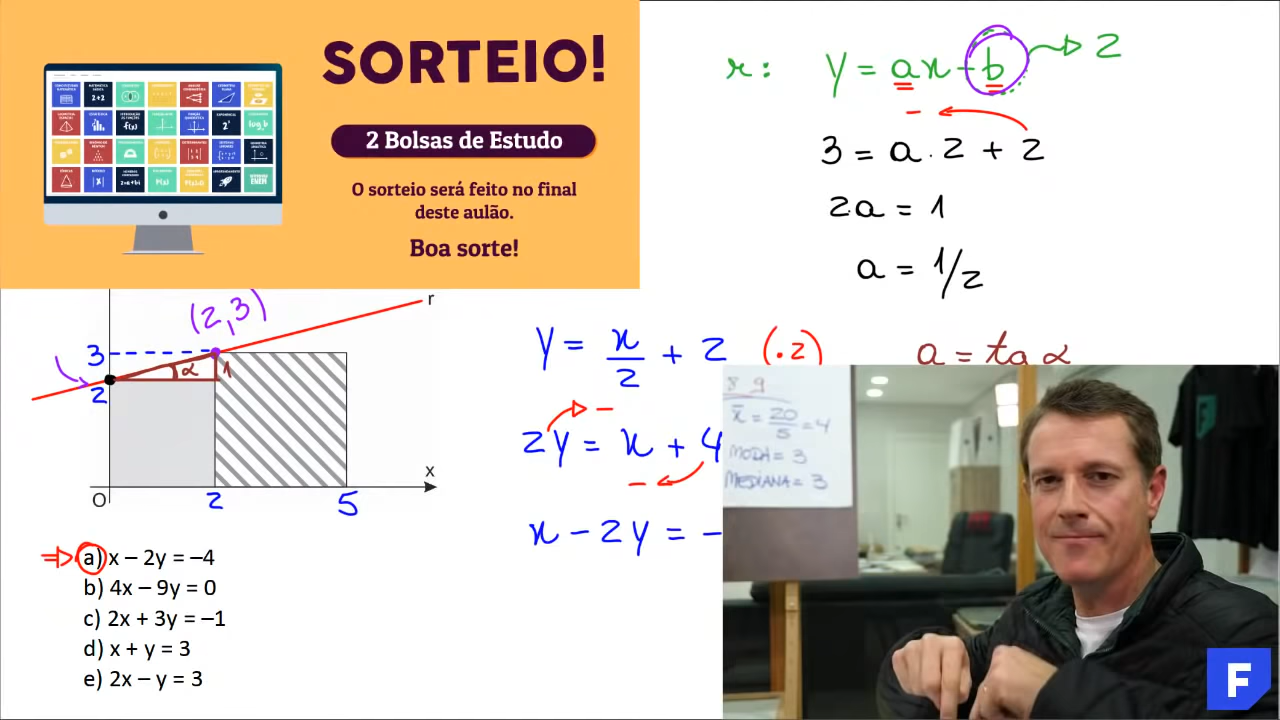 SORTEIO!
2 Bolsas de Estudo
O sorteio será feito no final
deste aulão.
Boa sorte!
r: y = ax - b → 2
-
3 = a . 2 + 2
2a = 1
a = 1/2
(2,3)
r
3
α
1
2
x
O
2
5
y = x/2 + 2 (.2)
-
2y = x + 4
-
x - 2y = -
a = tg α
8 9
x̄ = 20/5 = 4
MODA = 3
MEDIANA = 3
a) x – 2y = –4
b) 4x – 9y = 0
c) 2x + 3y = –1
d) x + y = 3
e) 2x – y = 3
F